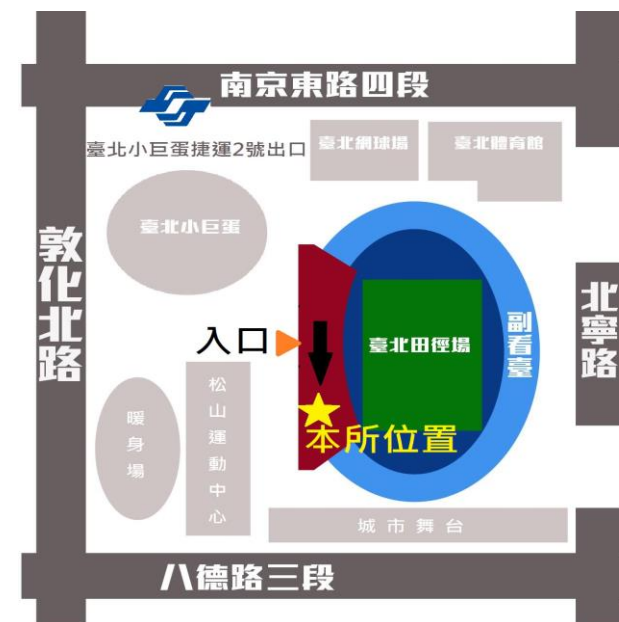 南京東路四段
臺北小巨蛋捷運2號出口
臺北網球場
臺北體育館
臺北小巨蛋
敦化北路
北寧路
副看臺
入口
臺北田徑場
本所位置
暖身場
松山運動中心
城市舞台
八德路三段